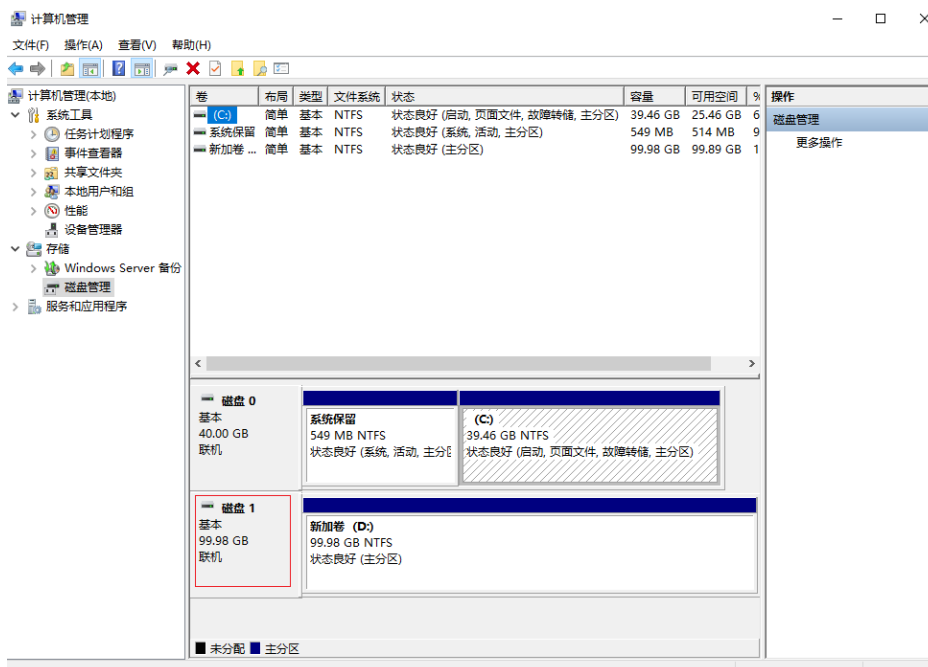 计算机管理
文件(F) 操作(A) 查看(V) 帮助(H)
计算机管理(本地)
系统工具
任务计划程序
事件查看器
共享文件夹
本地用户和组
性能
设备管理器
存储
Windows Server 备份
磁盘管理
服务和应用程序
卷 布局 类型 文件系统 状态 容量 可用空间 %
(C:) 简单 基本 NTFS 状态良好 (启动, 页面文件, 故障转储, 主分区) 39.46 GB 25.46 GB 6
系统保留 简单 基本 NTFS 状态良好 (系统, 活动, 主分区) 549 MB 514 MB 9
新加卷 ... 简单 基本 NTFS 状态良好 (主分区) 99.98 GB 99.89 GB 1
磁盘 0
基本
40.00 GB
联机
系统保留
549 MB NTFS
状态良好 (系统, 活动, 主分区
(C:)
39.46 GB NTFS
状态良好 (启动, 页面文件, 故障转储, 主分区)
磁盘 1
基本
99.98 GB
联机
新加卷 (D:)
99.98 GB NTFS
状态良好 (主分区)
未分配 主分区
操作
磁盘管理
更多操作